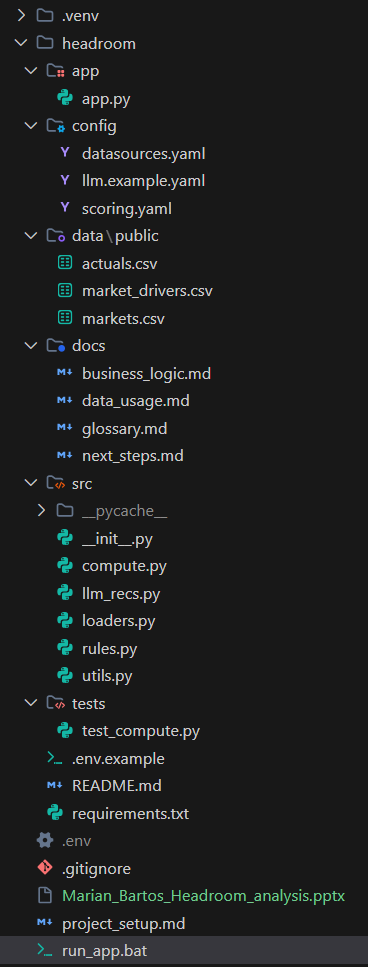 .venv
headroom
app
app.py
config
datasources.yaml
llm.example.yaml
scoring.yaml
data\public
actuals.csv
market_drivers.csv
markets.csv
docs
business_logic.md
data_usage.md
glossary.md
next_steps.md
src
__pycache__
__init__.py
compute.py
llm_recs.py
loaders.py
rules.py
utils.py
tests
test_compute.py
.env.example
README.md
requirements.txt
.env
.gitignore
Marian_Bartos_Headroom_analysis.pptx
project_setup.md
run_app.bat